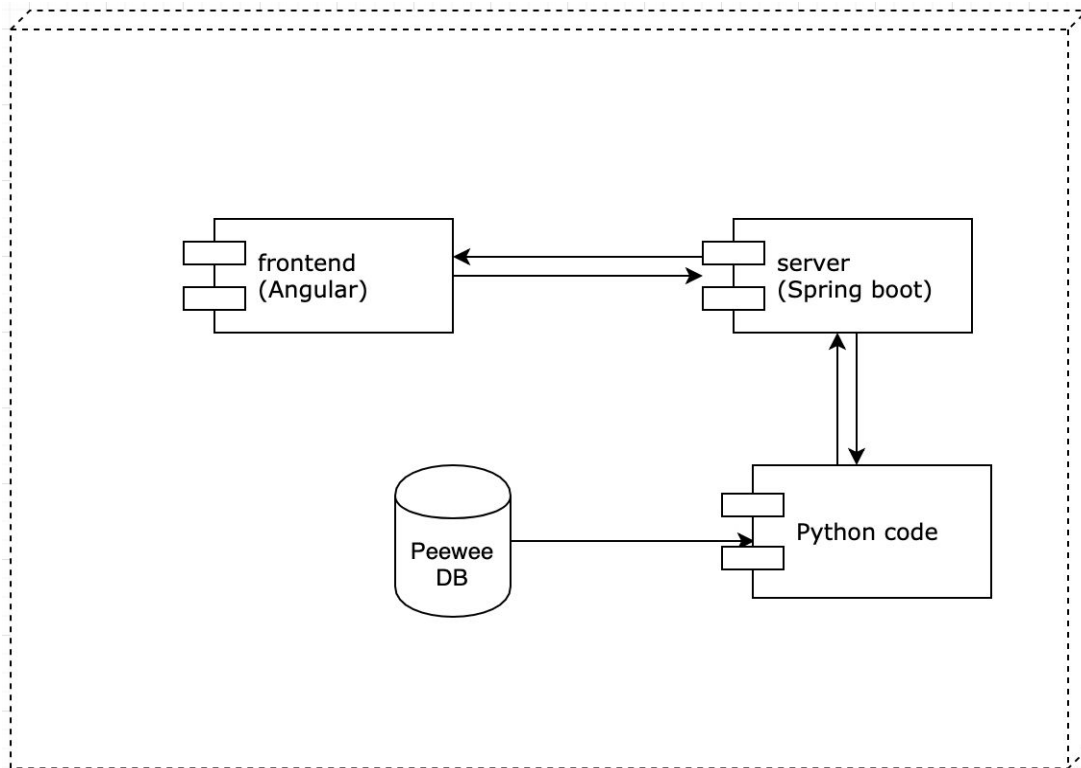 frontend
(Angular)
server
(Spring boot)
Peewee
DB
Python code